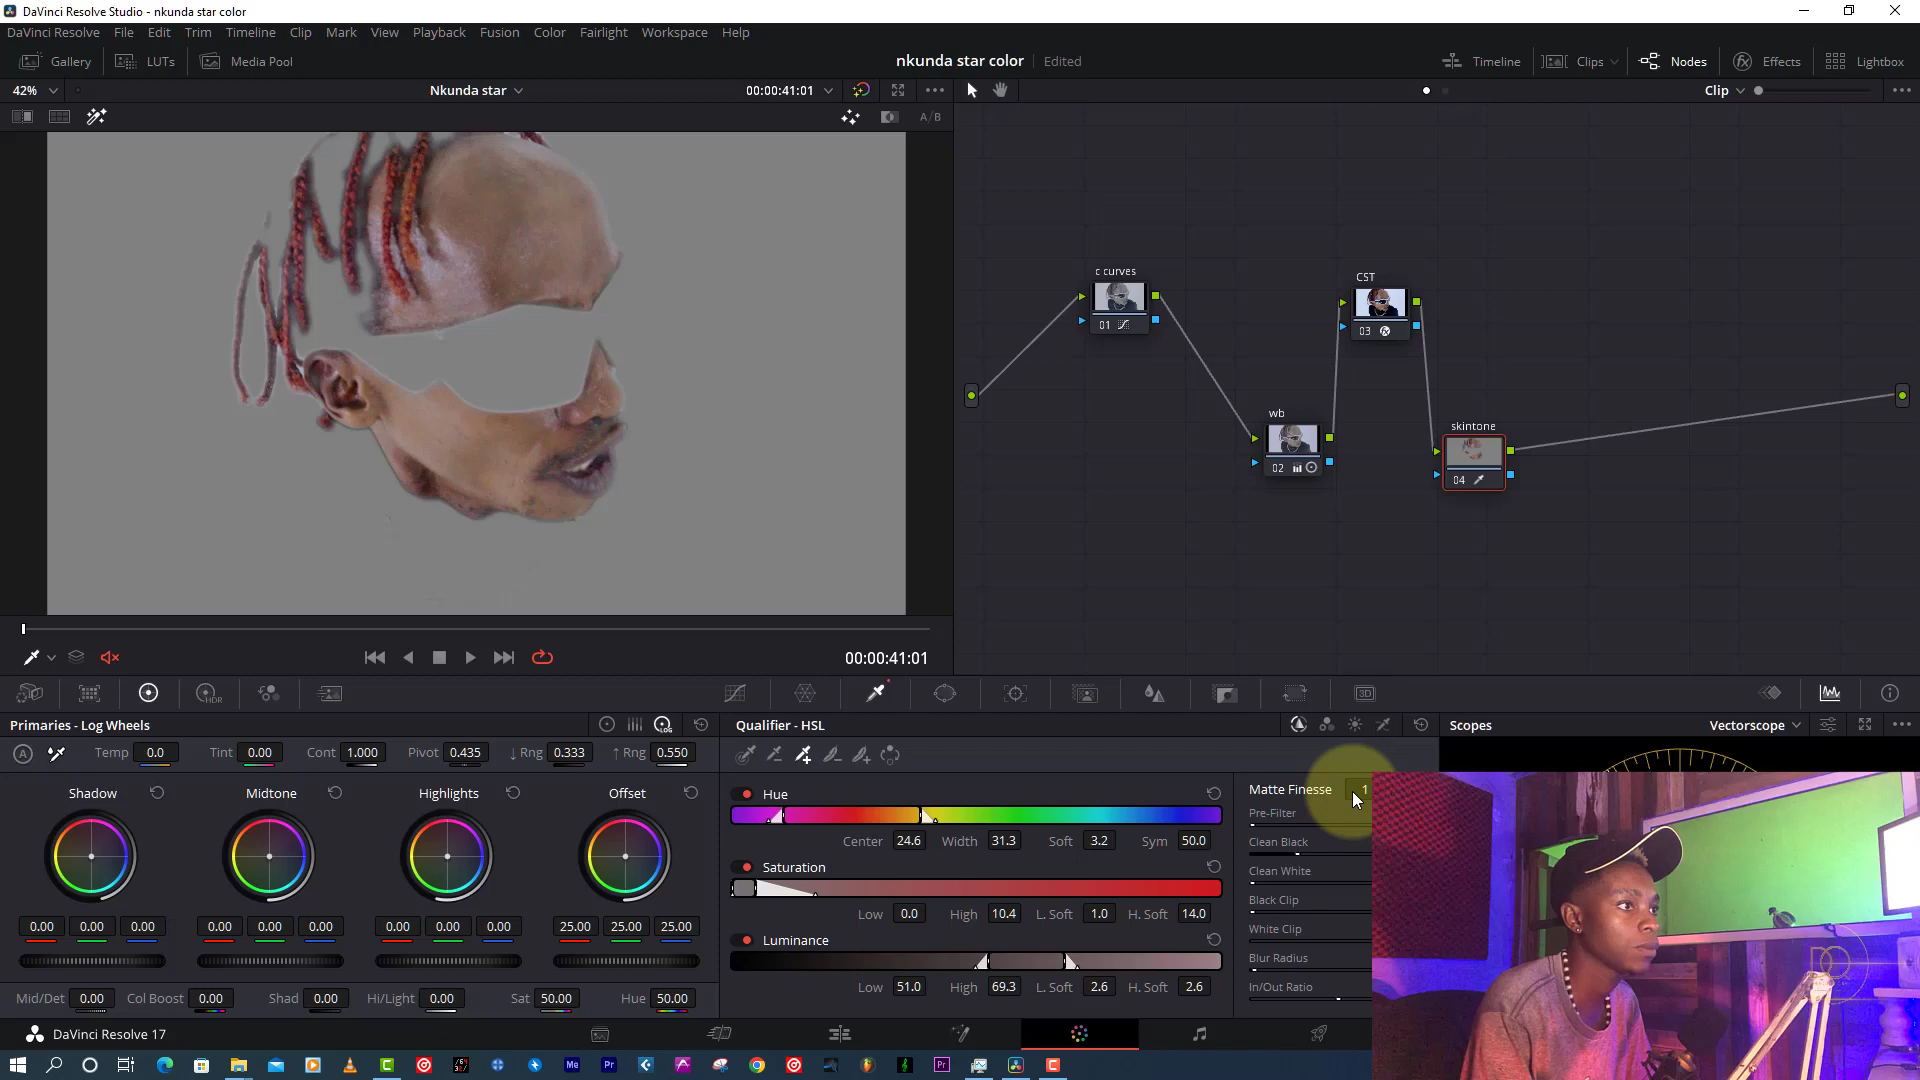 DaVinci Resolve Studio - nkunda star color
DaVinci Resolve File Edit Trim Timeline Clip Mark View Playback Fusion Color Fairlight Workspace Help
Gallery LUTs Media Pool nkunda star color Edited Timeline Clips Nodes Effects Lightbox
42% Nkunda star 00:00:41:01 Clip
A/B
c curves
01
CST
03
wb
02
skintone
04
00:00:41:01
HDR
3D
Primaries - Log Wheels LOG Qualifier - HSL Scopes Vectorscope
A Temp 0.0 Tint 0.00 Cont 1.000 Pivot 0.435 ↓ Rng 0.333 ↑ Rng 0.550
Shadow Midtone Highlights Offset
0.00 0.00 0.00 0.00 0.00 0.00 0.00 0.00 0.00 25.00 25.00 25.00
Mid/Det 0.00 Col Boost 0.00 Shad 0.00 Hi/Light 0.00 Sat 50.00 Hue 50.00
Hue
Center 24.6 Width 31.3 Soft 3.2 Sym 50.0
Saturation
Low 0.0 High 10.4 L. Soft 1.0 H. Soft 14.0
Luminance
Low 51.0 High 69.3 L. Soft 2.6 H. Soft 2.6
Matte Finesse 1
Pre-Filter
Clean Black
Clean White
Black Clip
White Clip
Blur Radius
In/Out Ratio
DaVinci Resolve 17
Me Pr Pr